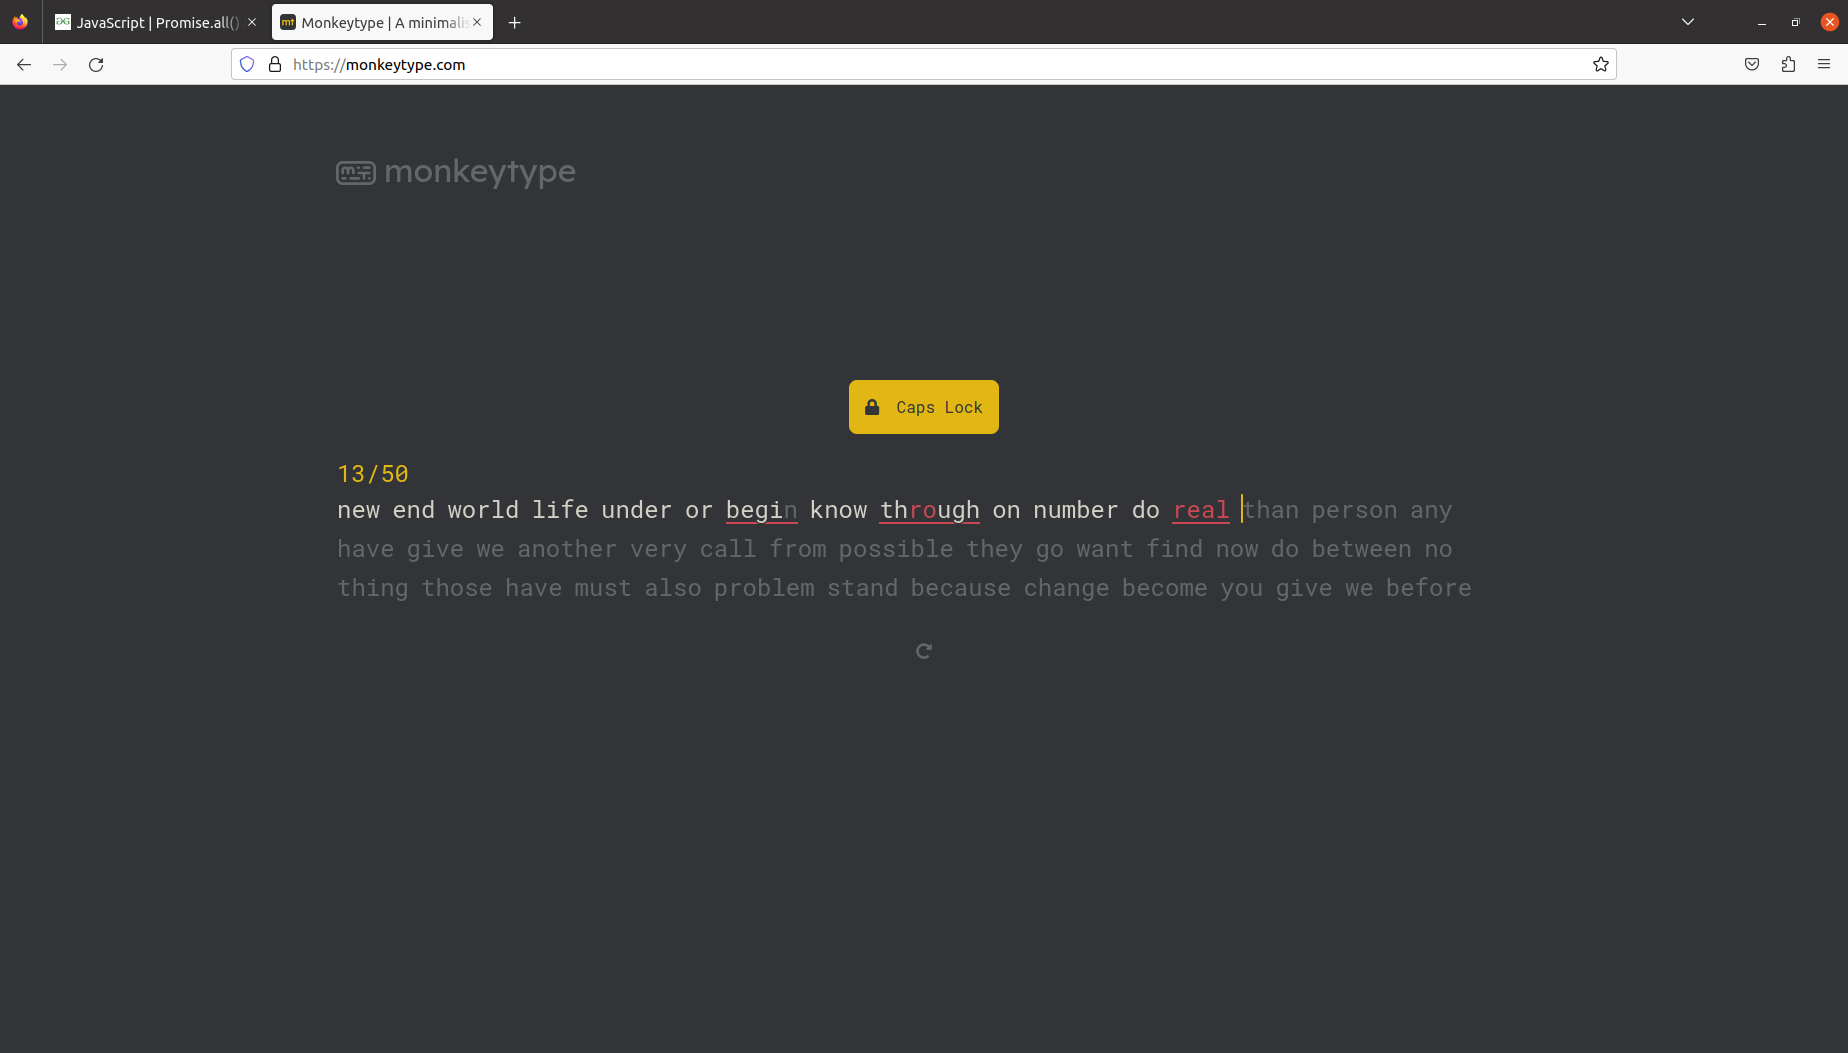 JavaScript | Promise.all()
Monkeytype | A minimalis
https://monkeytype.com
monkeytype
Caps Lock
13/50
new end world life under or begin know through on number do real than person any
have give we another very call from possible they go want find now do between no
thing those have must also problem stand because change become you give we before